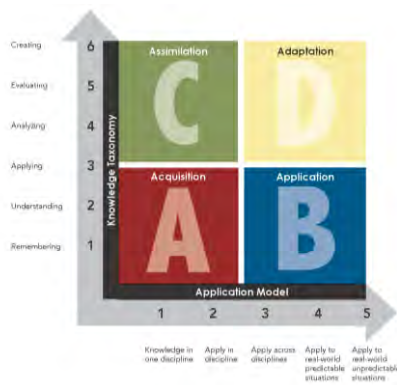 Creating
6
Evaluating
5
Analyzing
4
Applying
3
Understanding
2
Remembering
1
Knowledge Taxonomy
Assimilation
C
Adaptation
D
Acquisition
A
Application
B
Application Model
1
2
3
4
5
Knowledge in
one discipline
Apply in
discipline
Apply across
disciplines
Apply to
real-world
predictable
situations
Apply to
real-world
unpredictable
situations